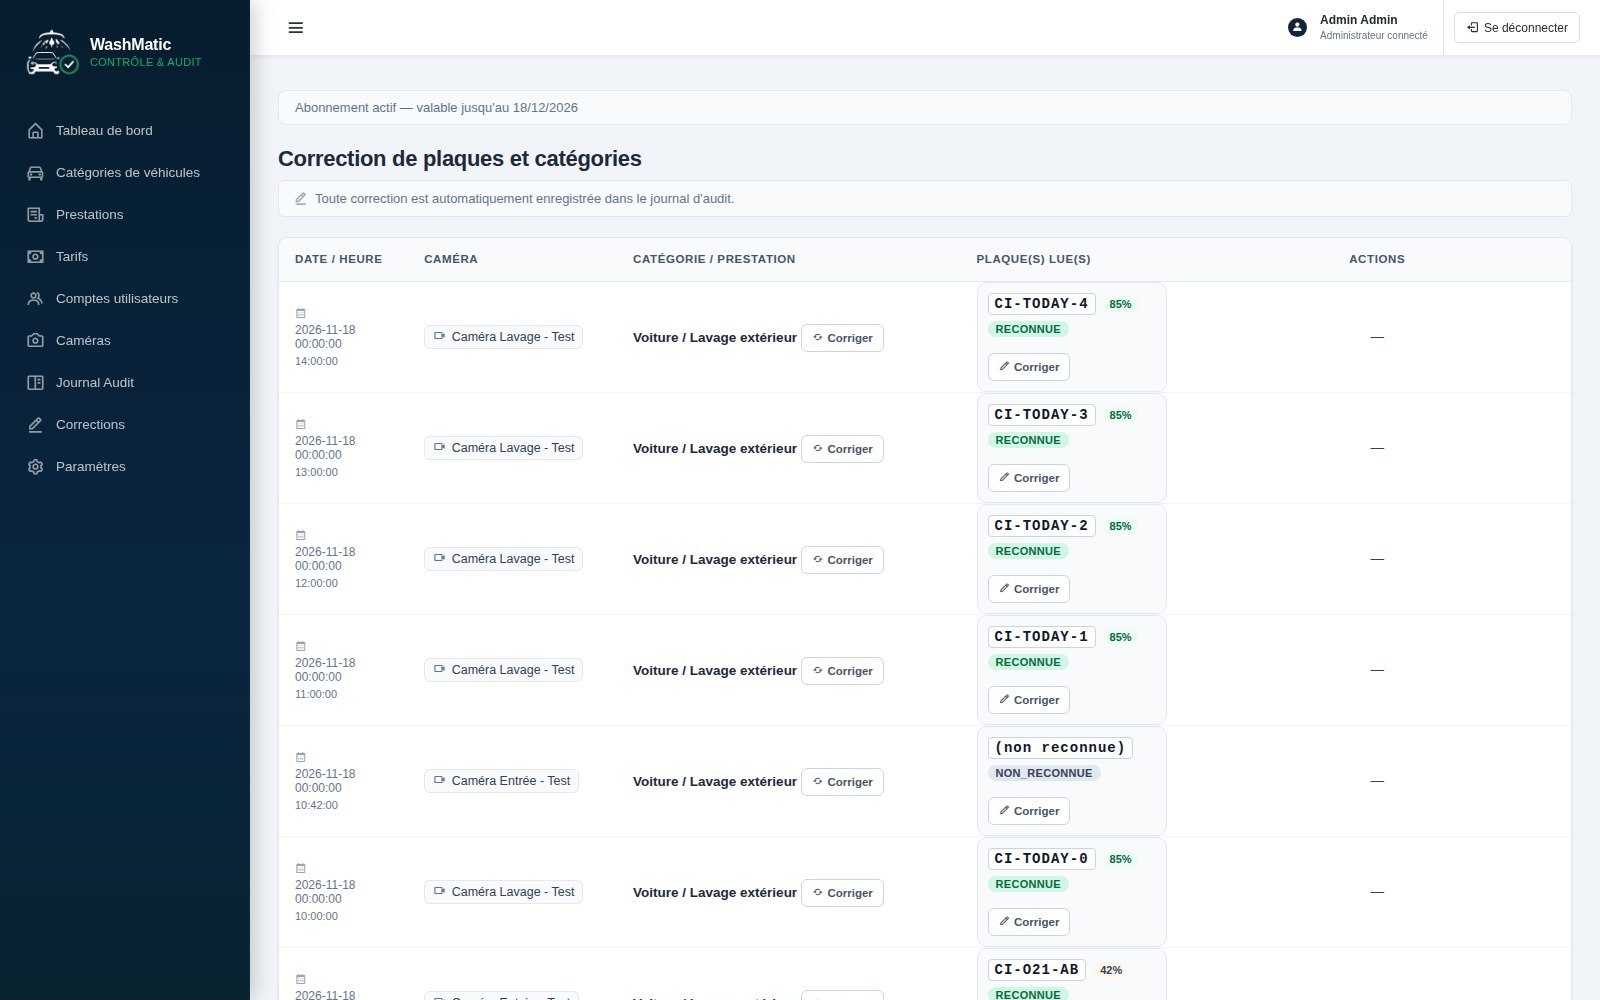 WashMatic
CONTRÔLE & AUDIT
Tableau de bord
Catégories de véhicules
Prestations
Tarifs
Comptes utilisateurs
Caméras
Journal Audit
Corrections
Paramètres
Admin Admin
Administrateur connecté
Se déconnecter
Abonnement actif — valable jusqu'au 18/12/2026
Correction de plaques et catégories
Toute correction est automatiquement enregistrée dans le journal d'audit.
DATE / HEURE CAMÉRA CATÉGORIE / PRESTATION PLAQUE(S) LUE(S) ACTIONS
2026-11-18
00:00:00
14:00:00
Caméra Lavage - Test
Voiture / Lavage extérieur Corriger
CI-TODAY-4 85%
RECONNUE
Corriger
—
2026-11-18
00:00:00
13:00:00
Caméra Lavage - Test
Voiture / Lavage extérieur Corriger
CI-TODAY-3 85%
RECONNUE
Corriger
—
2026-11-18
00:00:00
12:00:00
Caméra Lavage - Test
Voiture / Lavage extérieur Corriger
CI-TODAY-2 85%
RECONNUE
Corriger
—
2026-11-18
00:00:00
11:00:00
Caméra Lavage - Test
Voiture / Lavage extérieur Corriger
CI-TODAY-1 85%
RECONNUE
Corriger
—
2026-11-18
00:00:00
10:42:00
Caméra Entrée - Test
Voiture / Lavage extérieur Corriger
(non reconnue)
NON_RECONNUE
Corriger
—
2026-11-18
00:00:00
10:00:00
Caméra Lavage - Test
Voiture / Lavage extérieur Corriger
CI-TODAY-0 85%
RECONNUE
Corriger
—
2026-11-18
CI-O21-AB 42%
RECONNUE